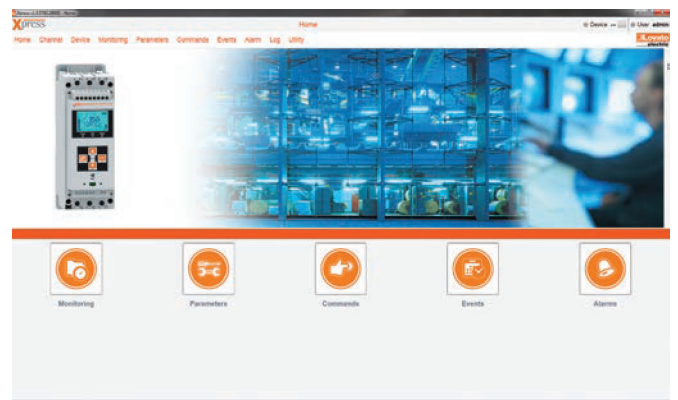 Xpress
Home
Device
User admin
Home Channel Device Monitoring Parameters Commands Events Alarm Log Utility
Lovato
electric
Monitoring
Parameters
Commands
Events
Alarms